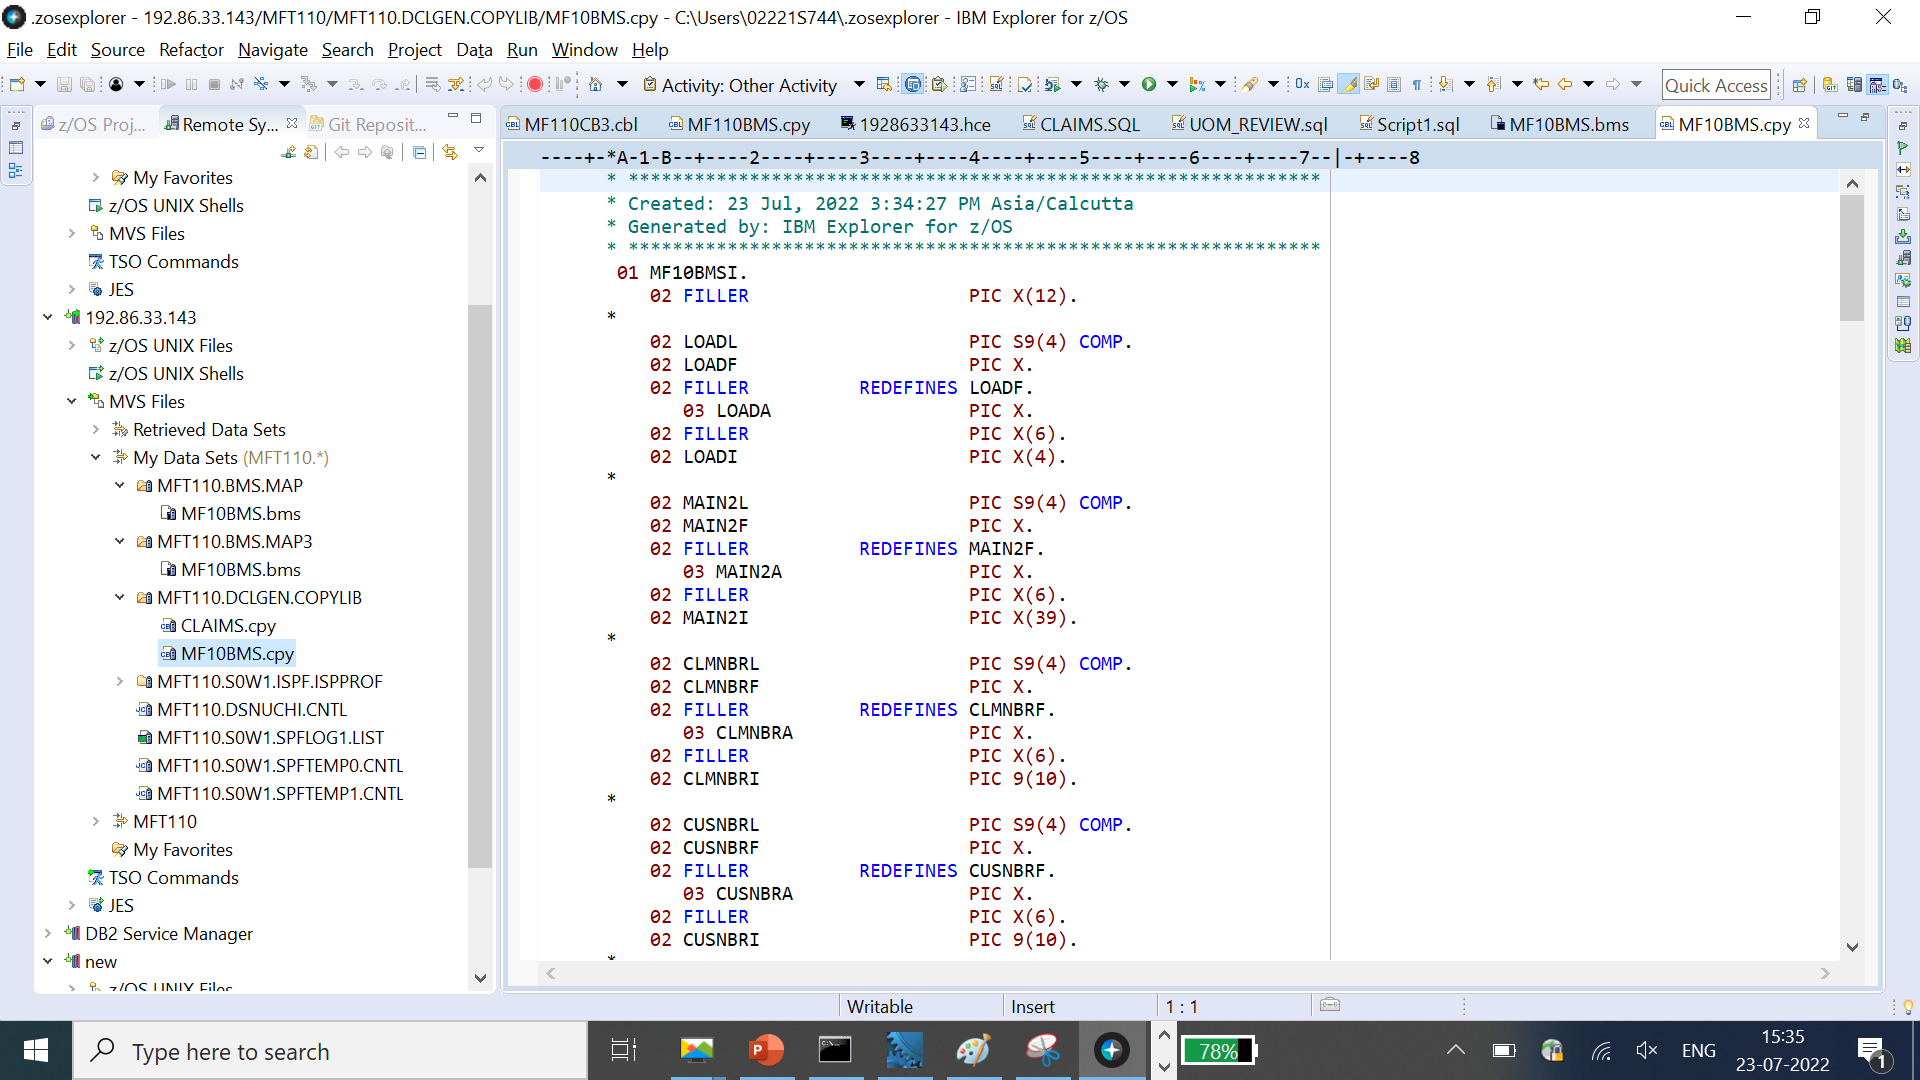 .zosexplorer - 192.86.33.143/MFT110/MFT110.DCLGEN.COPYLIB/MF10BMS.cpy - C:\Users\02221S744\.zosexplorer - IBM Explorer for z/OS
File Edit Source Refactor Navigate Search Project Data Run Window Help
Activity: Other Activity
Quick Access
z/OS Proj...
Remote Sy...
Git Reposit...
My Favorites
z/OS UNIX Shells
MVS Files
TSO Commands
JES
192.86.33.143
z/OS UNIX Files
z/OS UNIX Shells
MVS Files
Retrieved Data Sets
My Data Sets (MFT110.*)
MFT110.BMS.MAP
MF10BMS.bms
MFT110.BMS.MAP3
MF10BMS.bms
MFT110.DCLGEN.COPYLIB
CLAIMS.cpy
MF10BMS.cpy
MFT110.S0W1.ISPF.ISPPROF
MFT110.DSNUCHI.CNTL
MFT110.S0W1.SPFLOG1.LIST
MFT110.S0W1.SPFTEMP0.CNTL
MFT110.S0W1.SPFTEMP1.CNTL
MFT110
My Favorites
TSO Commands
JES
DB2 Service Manager
new
z/OS UNIX Files
MF110CB3.cbl MF110BMS.cpy 1928633143.hce CLAIMS.SQL UOM_REVIEW.sql Script1.sql MF10BMS.bms MF10BMS.cpy
----+-*A-1-B--+----2----+----3----+----4----+----5----+----6----+----7--|-+----8
* ***************************************************************
* Created: 23 Jul, 2022 3:34:27 PM Asia/Calcutta
* Generated by: IBM Explorer for z/OS
* ***************************************************************
01 MF10BMSI.
02 FILLER PIC X(12).
*
02 LOADL PIC S9(4) COMP.
02 LOADF PIC X.
02 FILLER REDEFINES LOADF.
03 LOADA PIC X.
02 FILLER PIC X(6).
02 LOADI PIC X(4).
*
02 MAIN2L PIC S9(4) COMP.
02 MAIN2F PIC X.
02 FILLER REDEFINES MAIN2F.
03 MAIN2A PIC X.
02 FILLER PIC X(6).
02 MAIN2I PIC X(39).
*
02 CLMNBRL PIC S9(4) COMP.
02 CLMNBRF PIC X.
02 FILLER REDEFINES CLMNBRF.
03 CLMNBRA PIC X.
02 FILLER PIC X(6).
02 CLMNBRI PIC 9(10).
*
02 CUSNBRL PIC S9(4) COMP.
02 CUSNBRF PIC X.
02 FILLER REDEFINES CUSNBRF.
03 CUSNBRA PIC X.
02 FILLER PIC X(6).
02 CUSNBRI PIC 9(10).
*
Writable Insert 1 : 1
Type here to search
78%
ENG
15:35
23-07-2022
1